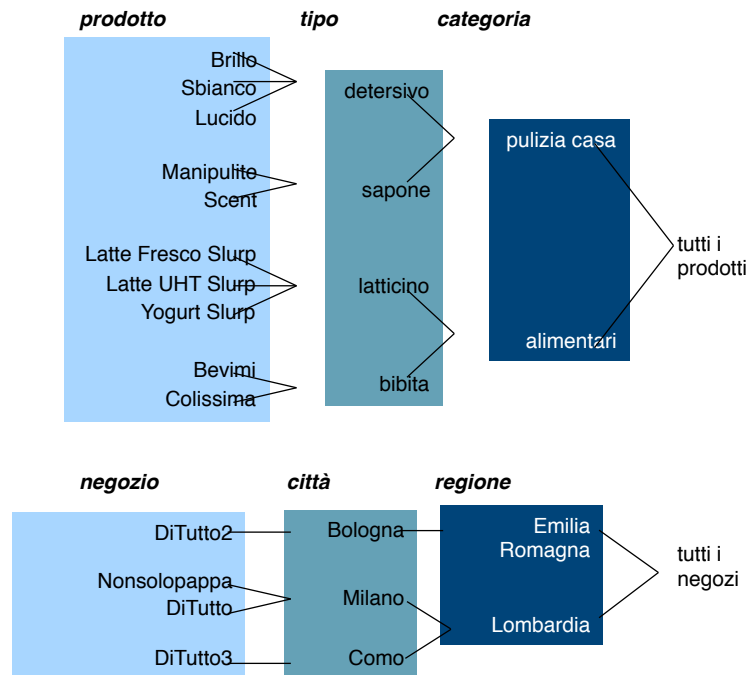 prodotto tipo categoria
Brillo
Sbianco
Lucido
detersivo
pulizia casa
Manipulito
Scent
sapone
tutti i
prodotti
Latte Fresco Slurp
Latte UHT Slurp
Yogurt Slurp
latticino
alimentari
Bevimi
Colissima
bibita
negozio città regione
DiTutto2
Bologna
Emilia
Romagna
tutti i
negozi
Nonsolopappa
DiTutto
Milano
Lombardia
DiTutto3
Como